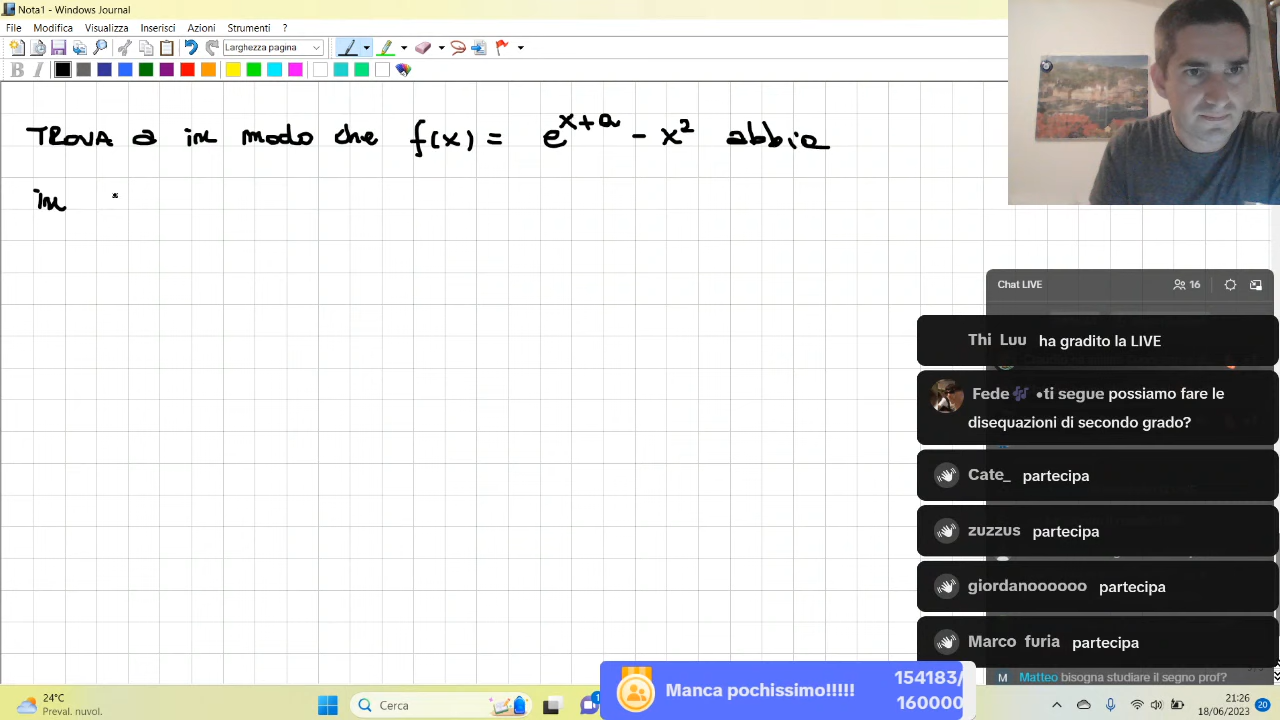 Nota1 - Windows Journal
File Modifica Visualizza Inserisci Azioni Strumenti ?
Larghezza pagina
B I
TROVA a in modo che f(x) = e^(x+a) - x² abbia
in
Chat LIVE 16
Thi Luu ha gradito la LIVE
Fede🎶 •ti segue possiamo fare le
disequazioni di secondo grado?
Cate_ partecipa
zuzzus partecipa
giordanoooooo partecipa
Marco furia partecipa
M Matteo bisogna studiare il segno prof?
Manca pochissimo!!!!! 154183/
160000
24°C
Preval. nuvol.
Cerca
1
21:26
18/06/2023
20